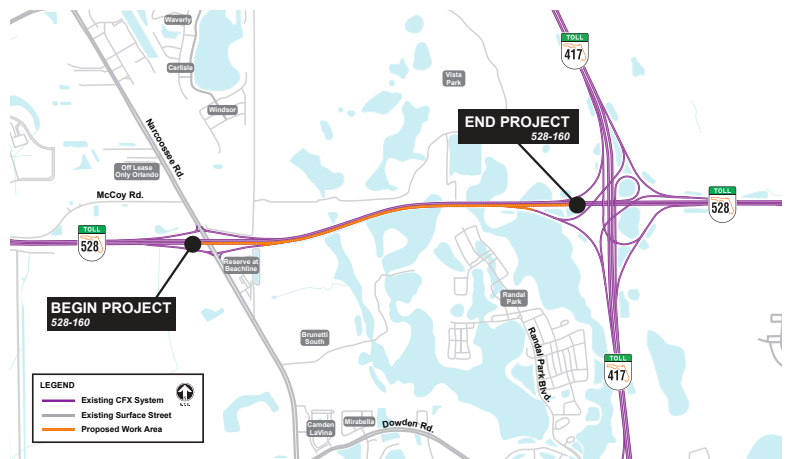 Waverly
Carlisle
Windsor
Narcoossee Rd.
Off Lease
Only Orlando
McCoy Rd.
Vista
Park
TOLL
417
END PROJECT
528-160
TOLL
528
TOLL
528
Reserve at
Beachline
BEGIN PROJECT
528-160
Randal
Park
Randal Park Blvd.
Brunetti
South
TOLL
417
LEGEND
Existing CFX System
Existing Surface Street
Proposed Work Area
Camden
LaVina
Mirabella
Dowden Rd.